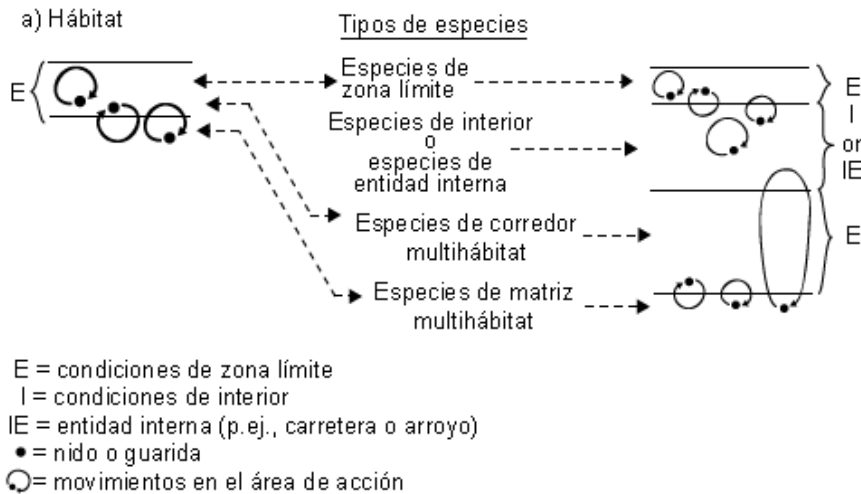 a) Hábitat
Tipos de especies
E
Especies de
zona límite
Especies de interior
o
especies de
entidad interna
Especies de corredor
multihábitat
Especies de matriz
multihábitat
E
I
or
IE
E
E = condiciones de zona límite
I = condiciones de interior
IE = entidad interna (p.ej., carretera o arroyo)
= nido o guarida
= movimientos en el área de acción